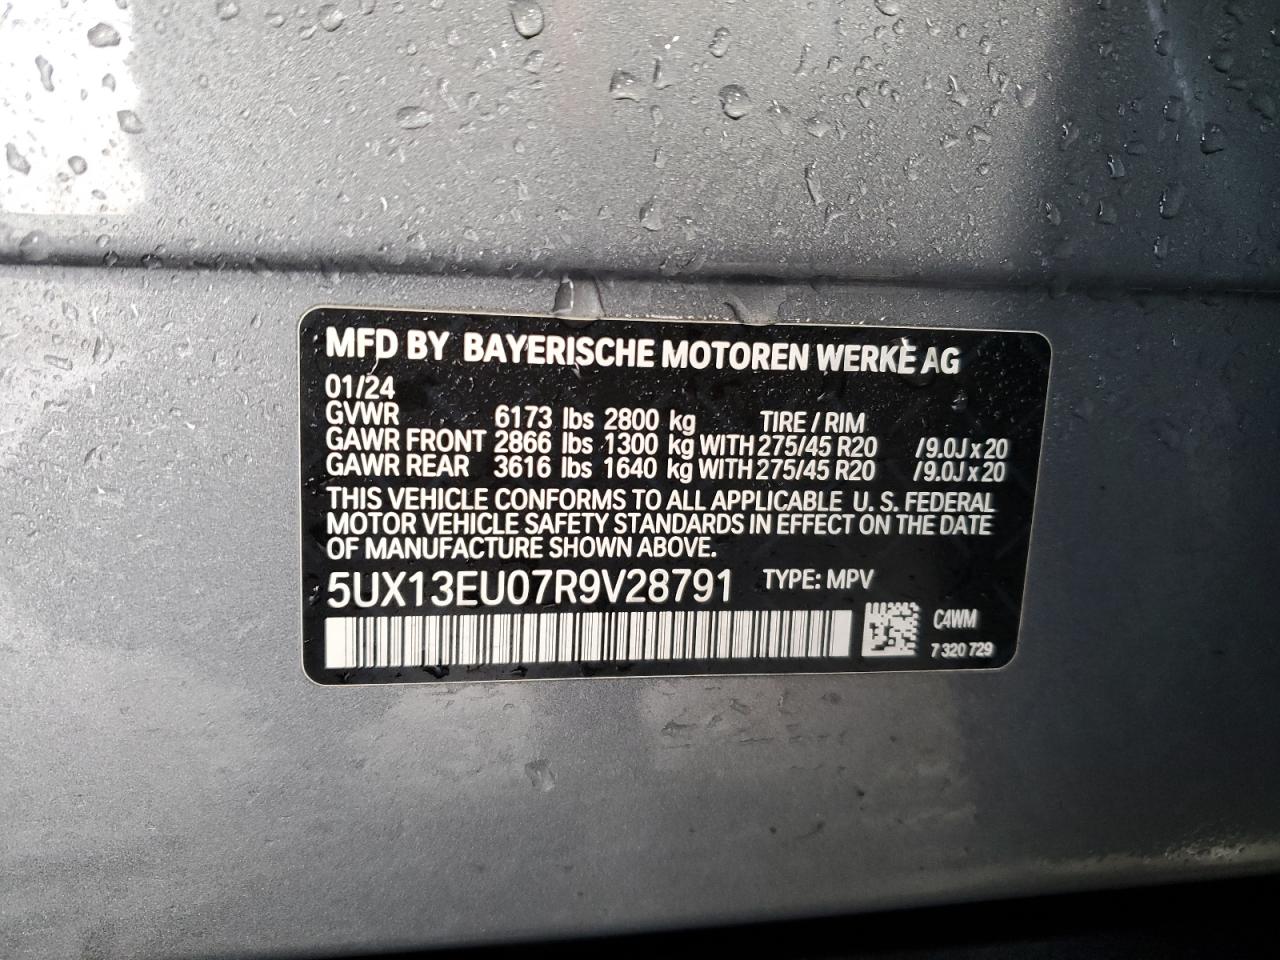 MFD BY BAYERISCHE MOTOREN WERKE AG
01/24
GVWR 6173 lbs 2800 kg TIRE / RIM
GAWR FRONT 2866 lbs 1300 kg WITH 275/45 R20 /9.0J x 20
GAWR REAR 3616 lbs 1640 kg WITH 275/45 R20 /9.0J x 20
THIS VEHICLE CONFORMS TO ALL APPLICABLE U. S. FEDERAL
MOTOR VEHICLE SAFETY STANDARDS IN EFFECT ON THE DATE
OF MANUFACTURE SHOWN ABOVE.
5UX13EU07R9V28791 TYPE: MPV
C4WM
7 320 729